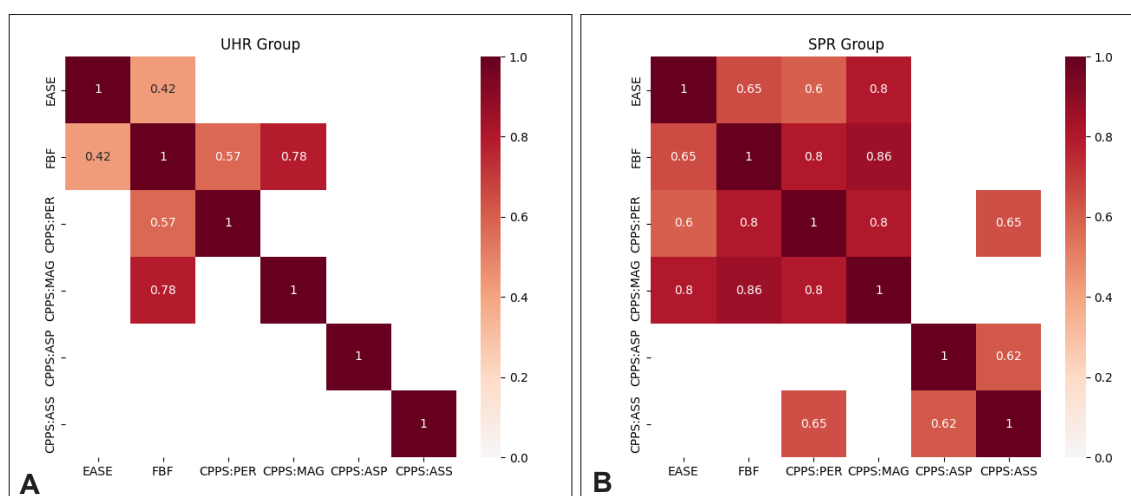 UHR Group
EASE 1 0.42
FBF 0.42 1 0.57 0.78
CPPS:PER 0.57 1
CPPS:MAG 0.78 1
CPPS:ASP 1
CPPS:ASS 1
EASE FBF CPPS:PER CPPS:MAG CPPS:ASP CPPS:ASS
1.0
0.8
0.6
0.4
0.2
0.0
A
SPR Group
EASE 1 0.65 0.6 0.8
FBF 0.65 1 0.8 0.86
CPPS:PER 0.6 0.8 1 0.8 0.65
CPPS:MAG 0.8 0.86 0.8 1
CPPS:ASP 1 0.62
CPPS:ASS 0.65 0.62 1
EASE FBF CPPS:PER CPPS:MAG CPPS:ASP CPPS:ASS
1.0
0.8
0.6
0.4
0.2
0.0
B